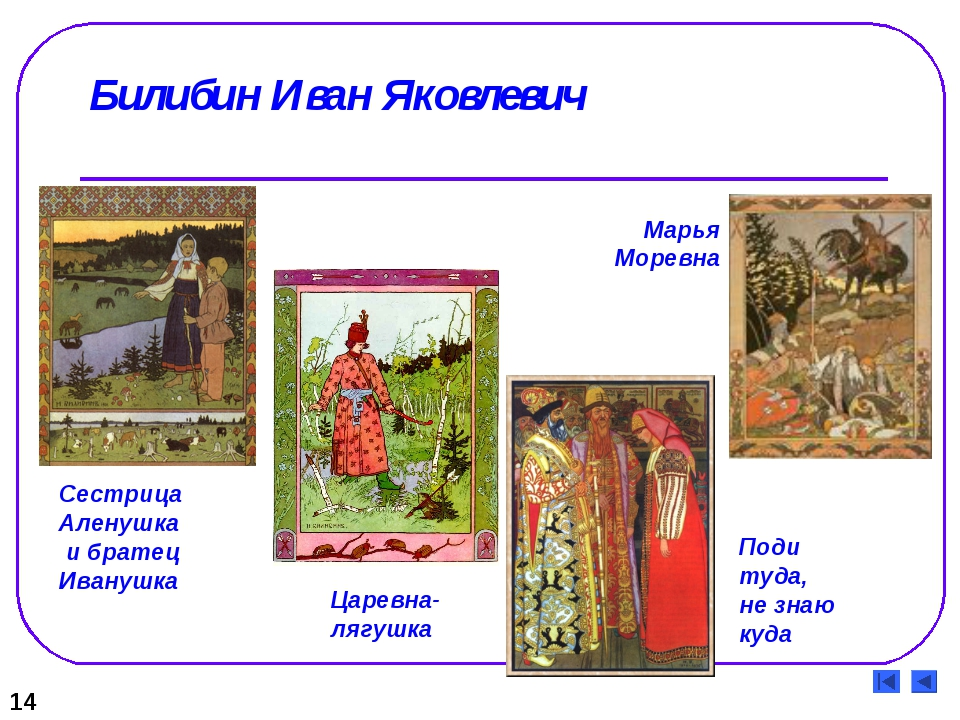 Билибин Иван Яковлевич
Марья
Моревна
Сестрица
Аленушка
и братец
Иванушка
Царевна-
лягушка
Поди
туда,
не знаю
куда
14